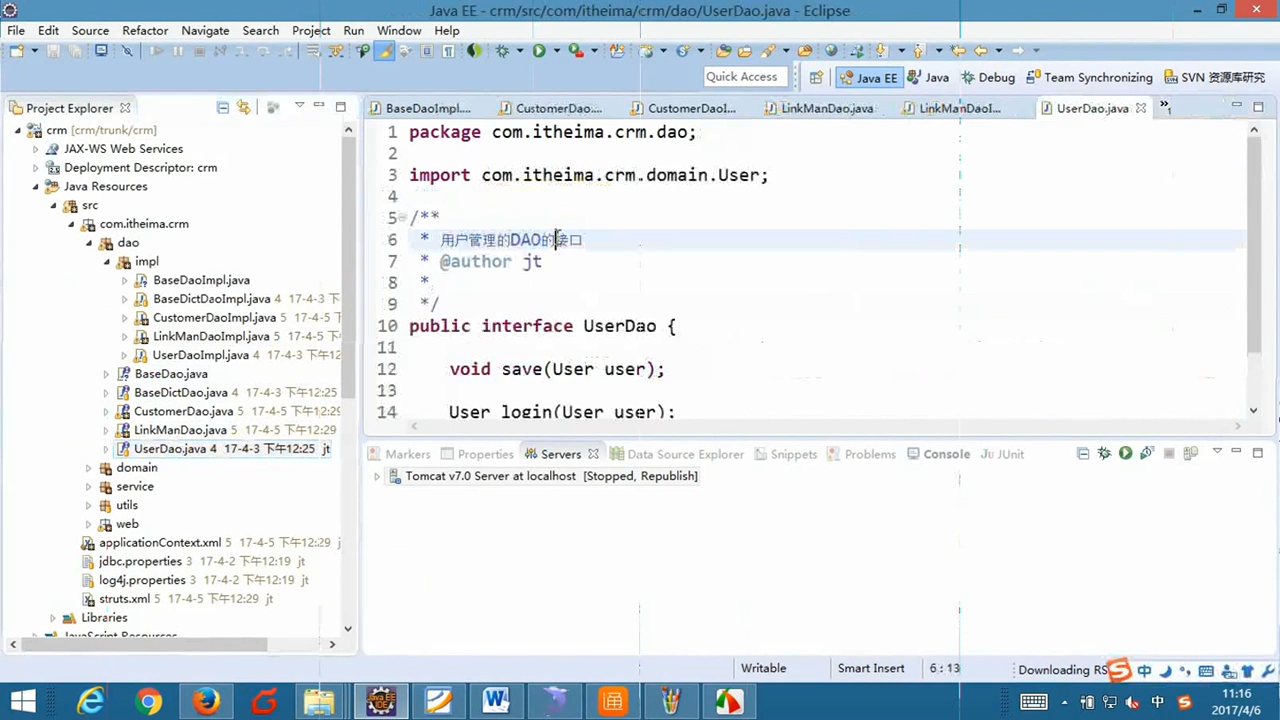 Java EE - crm/src/com/itheima/crm/dao/UserDao.java - Eclipse
File Edit Source Refactor Navigate Search Project Run Window Help
Quick Access Java EE Java Debug Team Synchronizing SVN 资源库研究
Project Explorer
crm [crm/trunk/crm]
JAX-WS Web Services
Deployment Descriptor: crm
Java Resources
src
com.itheima.crm
dao
impl
BaseDaoImpl.java
BaseDictDaoImpl.java 4 17-4-3 下
CustomerDaoImpl.java 5 17-4-5
LinkManDaoImpl.java 5 17-4-5 下
UserDaoImpl.java 4 17-4-3 下午12
BaseDao.java
BaseDictDao.java 4 17-4-3 下午12:25
CustomerDao.java 5 17-4-5 下午12:29
LinkManDao.java 5 17-4-5 下午12:29
UserDao.java 4 17-4-3 下午12:25 jt
domain
service
utils
web
applicationContext.xml 5 17-4-5 下午12:29 j
jdbc.properties 3 17-4-2 下午12:19 jt
log4j.properties 3 17-4-2 下午12:19 jt
struts.xml 5 17-4-5 下午12:29 jt
Libraries
JavaScript Resources
BaseDaoImpl.... CustomerDao.... CustomerDaoI... LinkManDao.java LinkManDaoI... UserDao.java 1
1 package com.itheima.crm.dao;
2
3 import com.itheima.crm.domain.User;
4
5 /**
6 * 用户管理的DAO的接口
7 * @author jt
8 *
9 */
10 public interface UserDao {
11
12 void save(User user);
13
14 User login(User user);
Markers Properties Servers Data Source Explorer Snippets Problems Console JUnit
Tomcat v7.0 Server at localhost [Stopped, Republish]
Writable Smart Insert 6 : 13 Downloading RS 中
中 11:16
2017/4/6